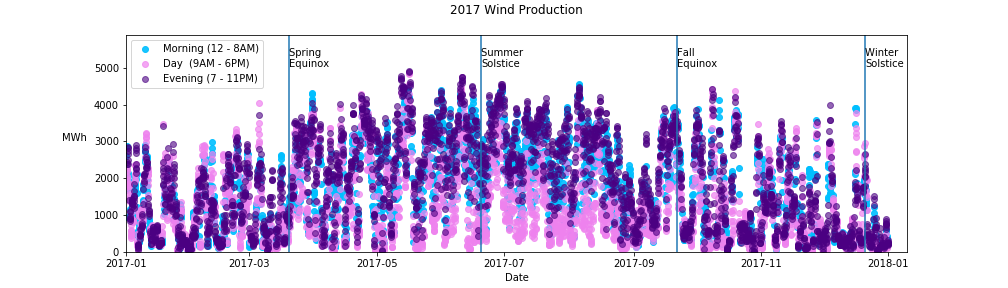 2017 Wind Production
Morning (12 - 8AM)
Day (9AM - 6PM)
Evening (7 - 11PM)
Spring
Equinox
Summer
Solstice
Fall
Equinox
Winter
Solstice
MWh
5000
4000
3000
2000
1000
0
2017-01
2017-03
2017-05
2017-07
2017-09
2017-11
2018-01
Date